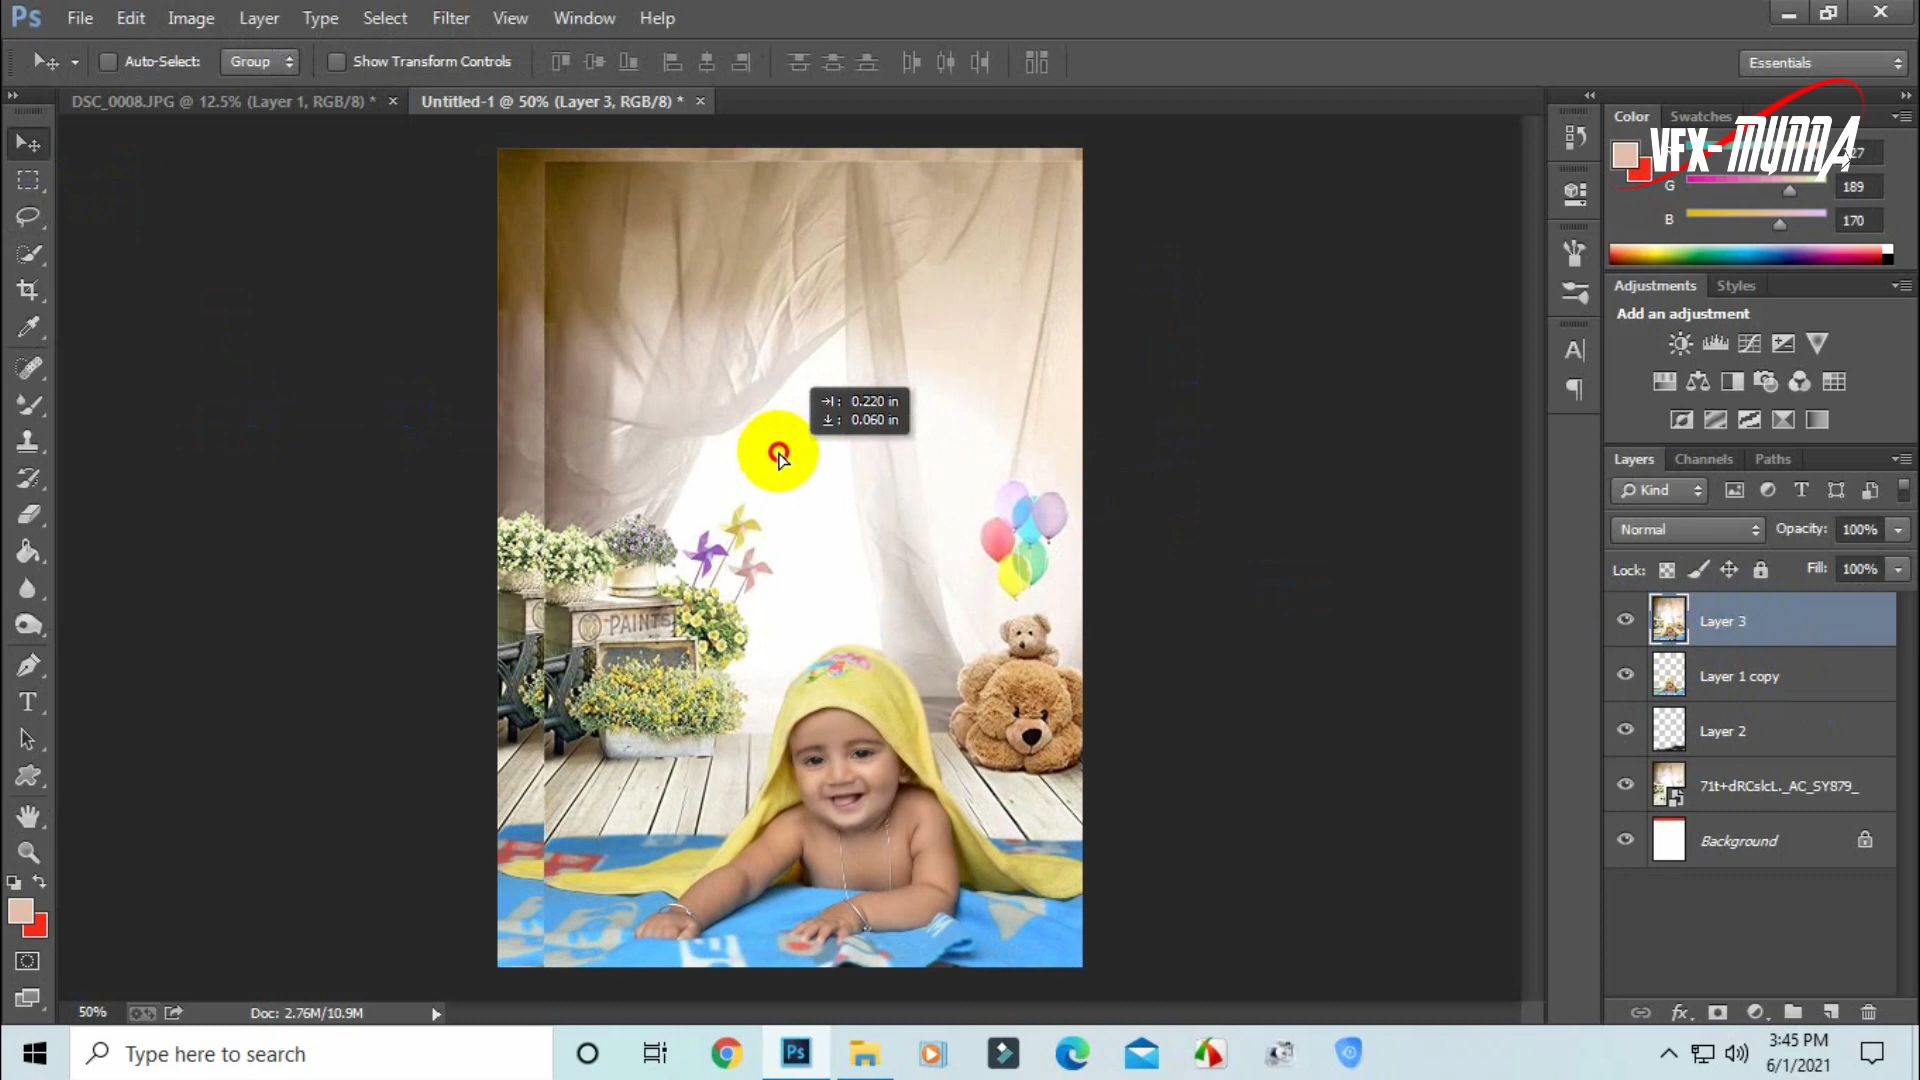 Ps File Edit Image Layer Type Select Filter View Window Help
Auto-Select: Group Show Transform Controls Essentials
DSC_0008.JPG @ 12.5% (Layer 1, RGB/8) * × Untitled-1 @ 50% (Layer 3, RGB/8) * ×
Color Swatches
VFX-MUNNA
27
G 189
B 170
Adjustments Styles
Add an adjustment
0.220 in
0.060 in
Layers Channels Paths
Kind
Normal Opacity: 100%
Lock: Fill: 100%
Layer 3
PAINTS
Layer 1 copy
Layer 2
71t+dRCslcL._AC_SY879_
Background
50% Doc: 2.76M/10.9M
Type here to search
Ps
3:45 PM
6/1/2021